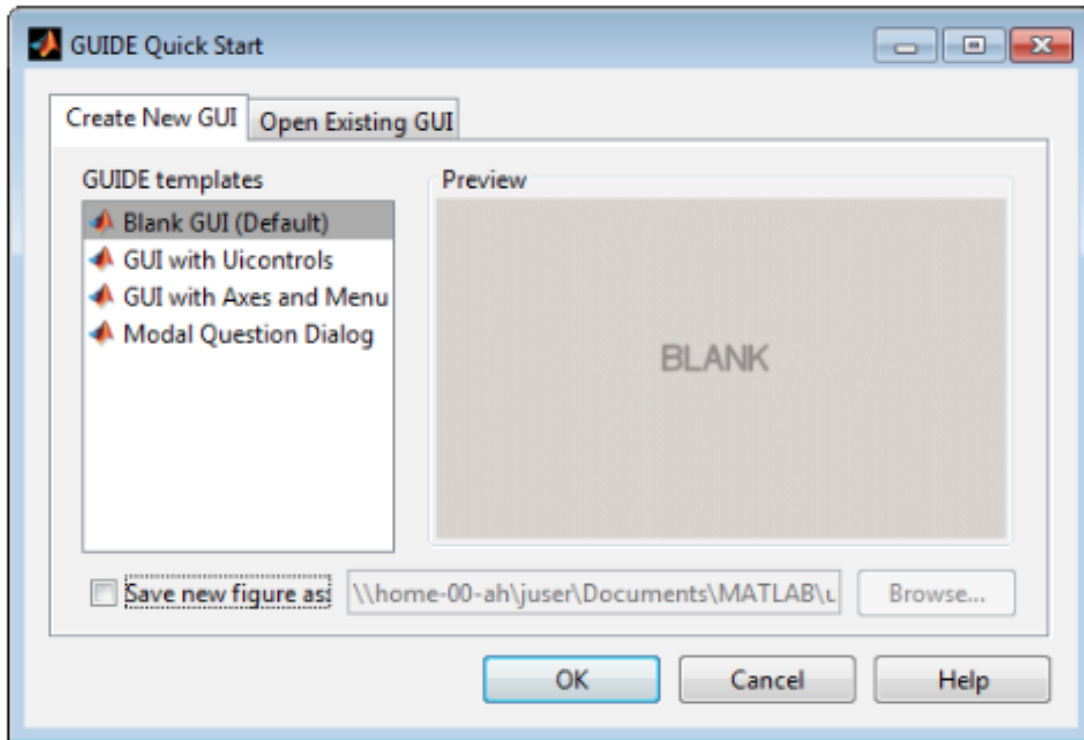 GUIDE Quick Start
Create New GUI
Open Existing GUI
GUIDE templates
Blank GUI (Default)
GUI with Uicontrols
GUI with Axes and Menu
Modal Question Dialog
Preview
BLANK
Save new figure as:
\\home-00-ah\juser\Documents\MATLAB\
Browse...
OK
Cancel
Help